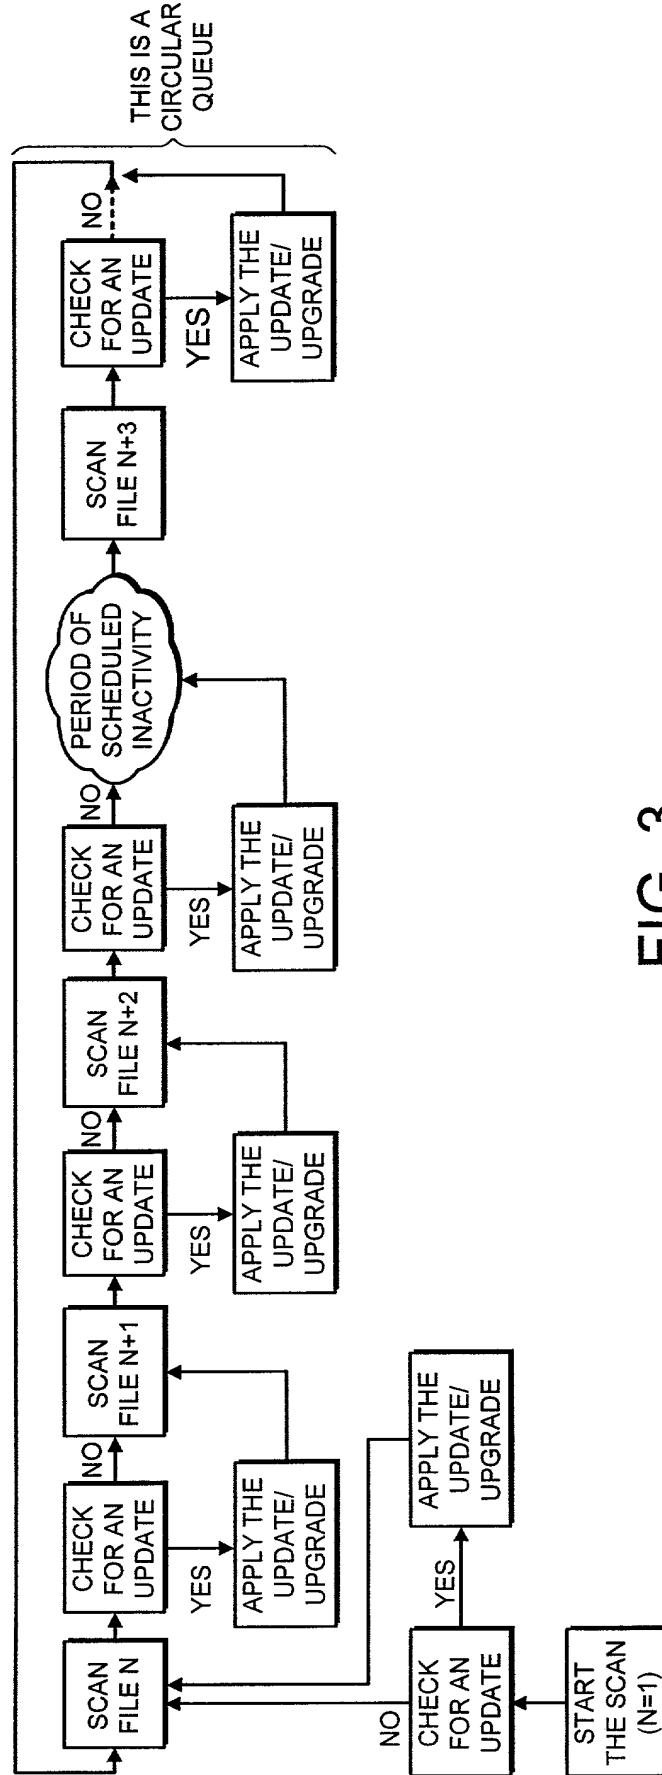 START
THE SCAN
(N=1)
CHECK
FOR AN
UPDATE
NO
YES
APPLY THE
UPDATE/
UPGRADE
SCAN
FILE N
CHECK
FOR AN
UPDATE
NO
YES
APPLY THE
UPDATE/
UPGRADE
SCAN
FILE N+1
CHECK
FOR AN
UPDATE
NO
YES
APPLY THE
UPDATE/
UPGRADE
SCAN
FILE N+2
CHECK
FOR AN
UPDATE
NO
YES
APPLY THE
UPDATE/
UPGRADE
PERIOD OF
SCHEDULED
INACTIVITY
SCAN
FILE N+3
CHECK
FOR AN
UPDATE
NO
YES
APPLY THE
UPDATE/
UPGRADE
THIS IS A
CIRCULAR
QUEUE
FIG. 3